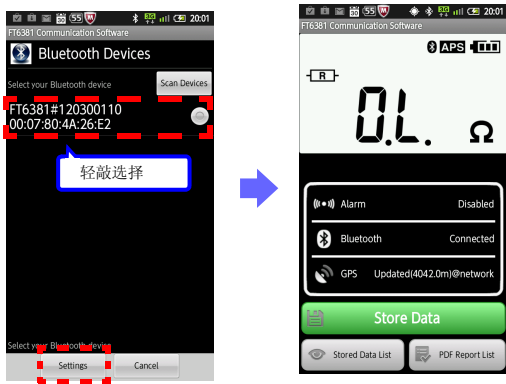 55
3G
20:01
FT6381 Communication Software
Bluetooth Devices
Select your Bluetooth device
Scan Devices
FT6381#120300110
00:07:80:4A:26:E2
轻敲选择
Select your Bluetooth device
Settings
Cancel
55
3G
20:01
FT6381 Communication Software
APS
R
O.L.
Ω
Alarm
Disabled
Bluetooth
Connected
GPS
Updated(4042.0m)@network
Store Data
Stored Data List
PDF Report List